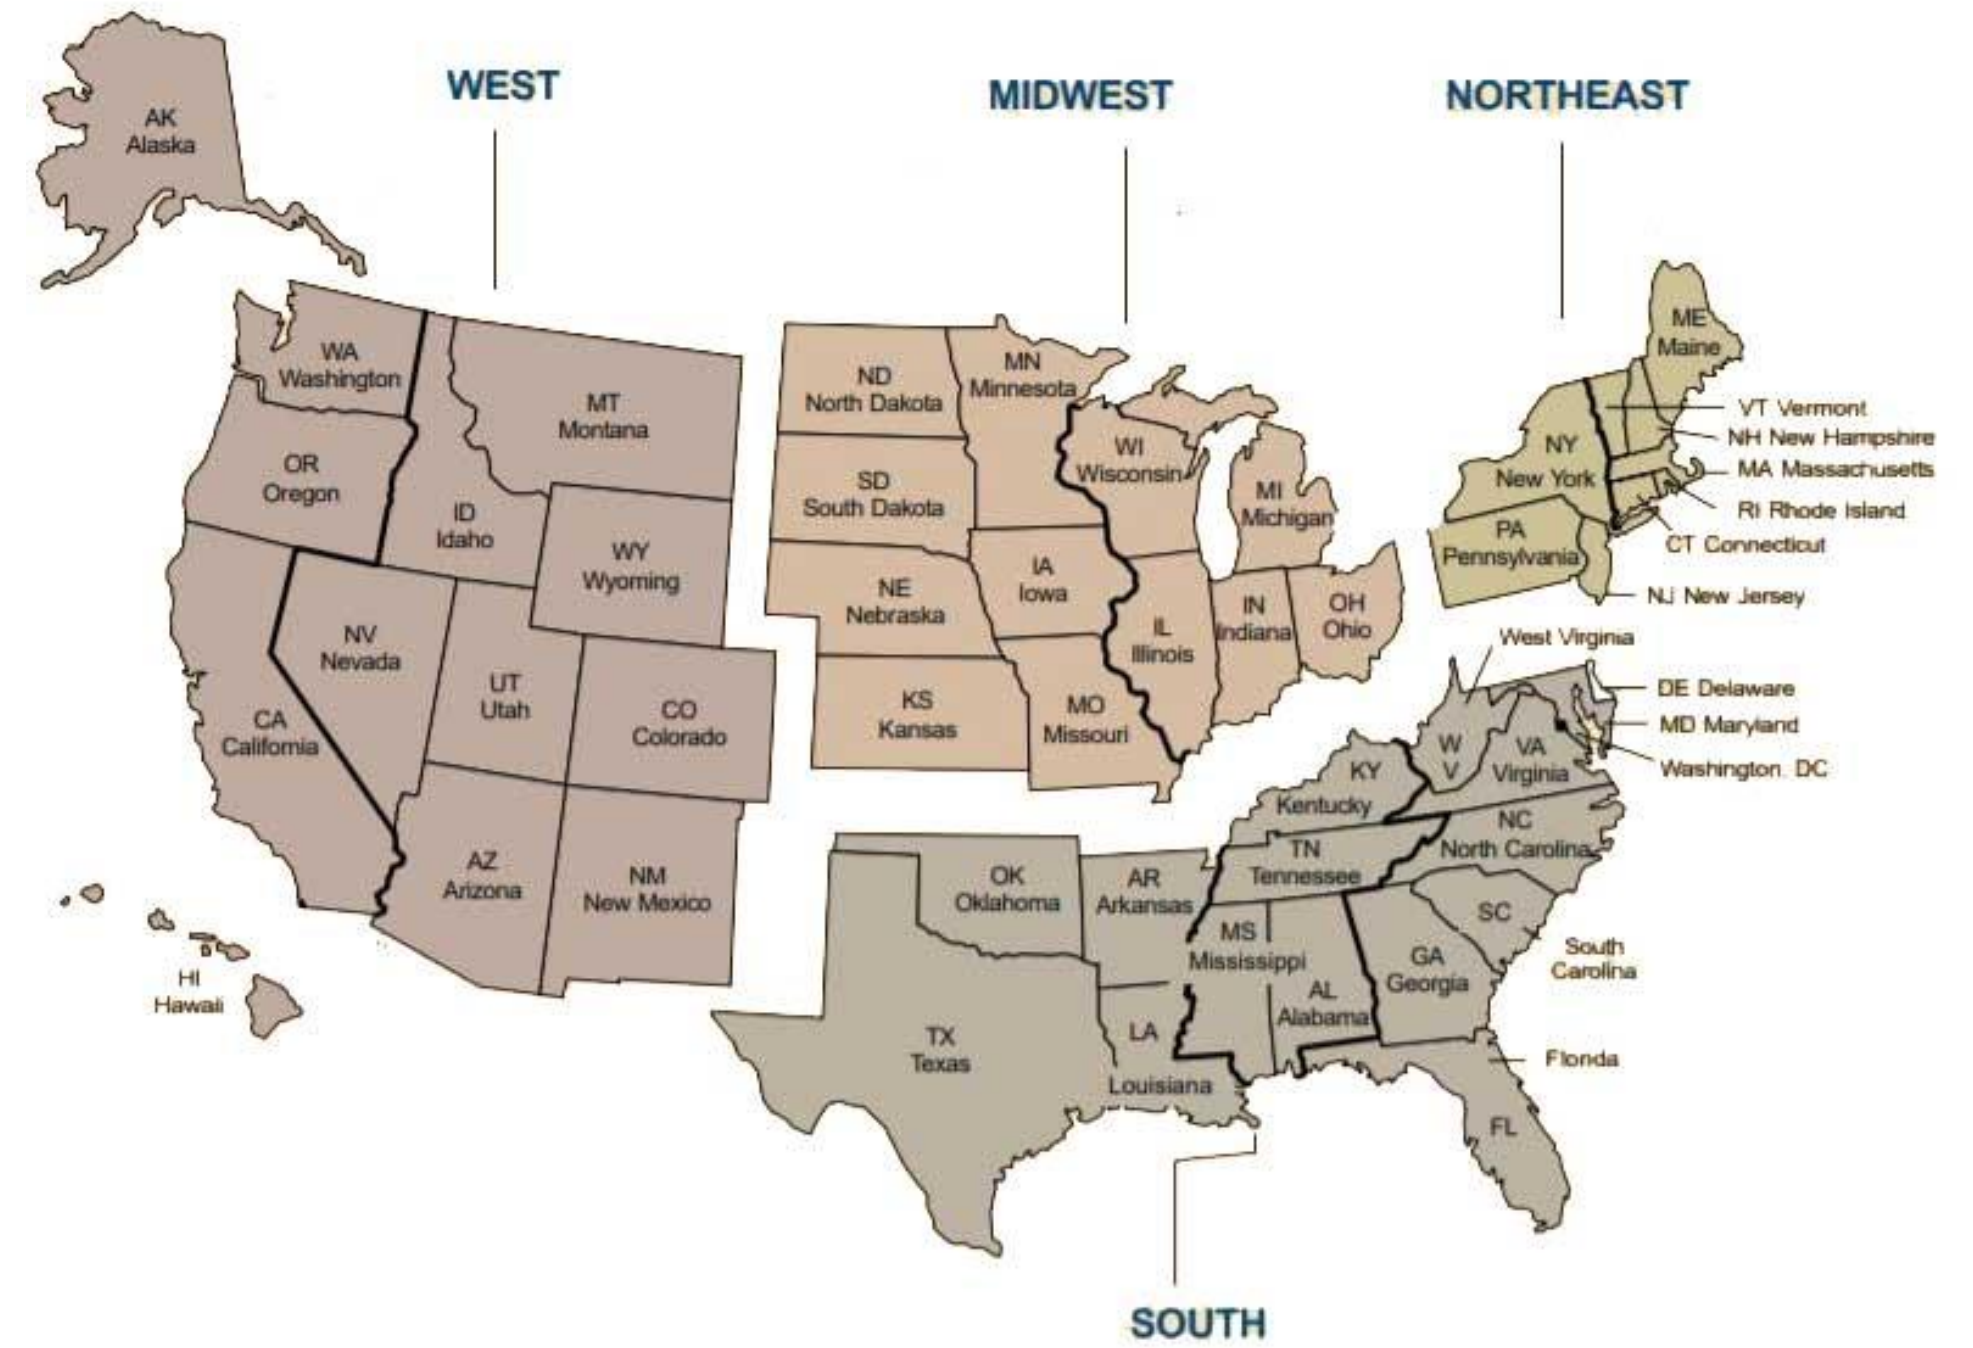 WEST
MIDWEST
NORTHEAST
AK
Alaska
WA
Washington
OR
Oregon
MT
Montana
ID
Idaho
WY
Wyoming
NV
Nevada
UT
Utah
CO
Colorado
CA
California
AZ
Arizona
NM
New Mexico
HI
Hawaii
ND
North Dakota
MN
Minnesota
SD
South Dakota
WI
Wisconsin
MI
Michigan
NE
Nebraska
IA
Iowa
IL
Illinois
IN
Indiana
OH
Ohio
KS
Kansas
MO
Missouri
ME
Maine
VT Vermont
NH New Hampshire
NY
New York
MA Massachusetts
RI Rhode Island
PA
Pennsylvania
CT Connecticut
NJ New Jersey
West Virginia
DE Delaware
MD Maryland
Washington. DC
W
V
VA
Virginia
KY
Kentucky
NC
North Carolina
TN
Tennessee
OK
Oklahoma
AR
Arkansas
SC
South
Carolina
MS
Mississippi
GA
Georgia
AL
Alabama
TX
Texas
LA
Louisiana
Florida
FL
SOUTH